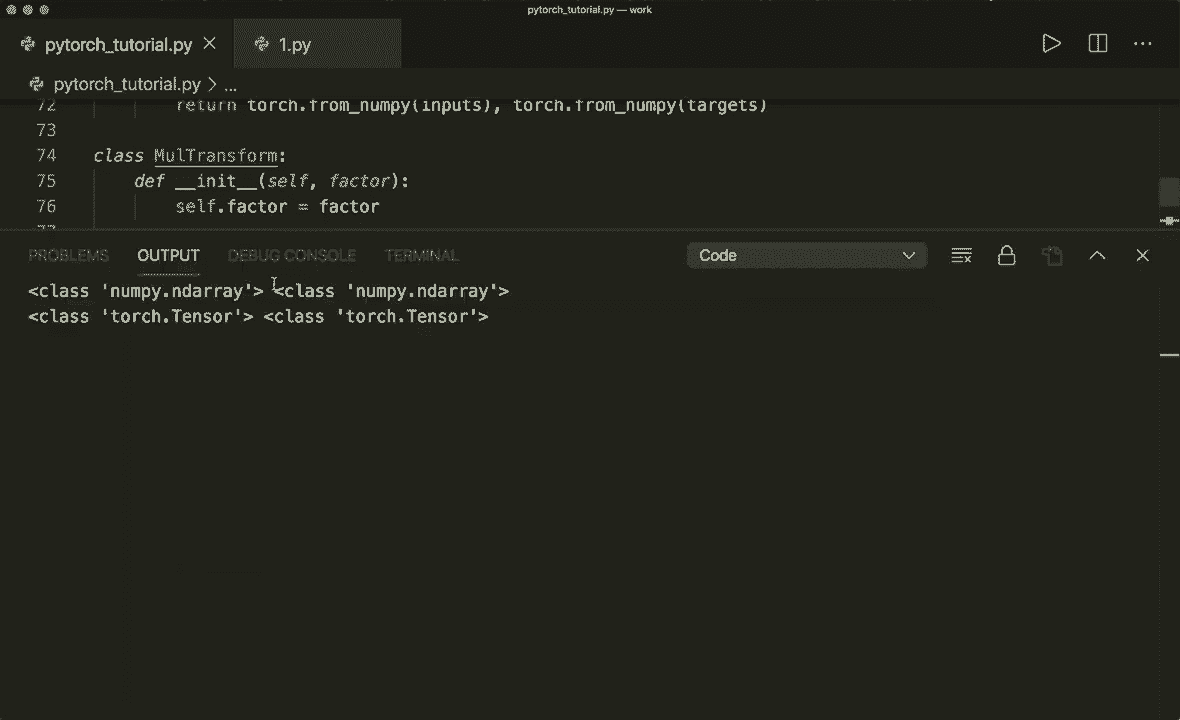 pytorch_tutorial.py — work
pytorch_tutorial.py 1.py
pytorch_tutorial.py > ...
72 return torch.from_numpy(inputs), torch.from_numpy(targets)
73
74 class MulTransform:
75 def __init__(self, factor):
76 self.factor = factor
PROBLEMS OUTPUT DEBUG CONSOLE TERMINAL Code
<class 'numpy.ndarray'> <class 'numpy.ndarray'>
<class 'torch.Tensor'> <class 'torch.Tensor'>